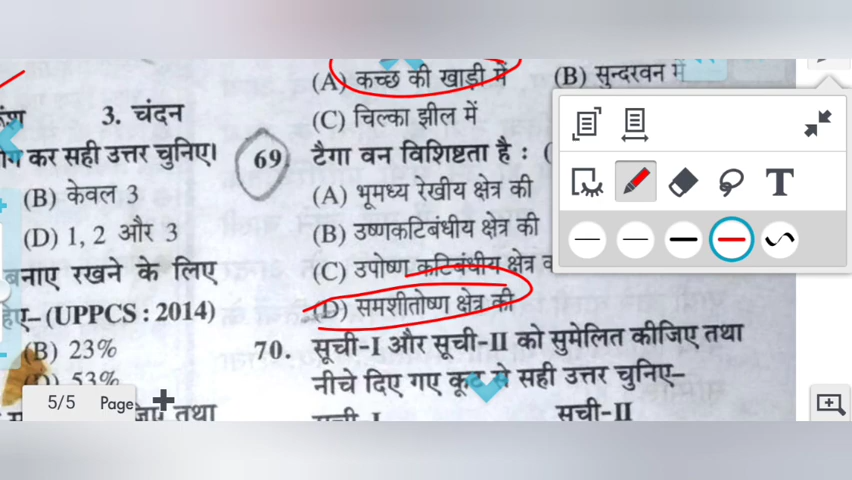 3. चंदन
कर सही उत्तर चुनिए।
(B) केवल 3
(D) 1, 2 और 3
बनाए रखने के लिए
(UPPCS : 2014)
(B) 23%
(D) 53%
तथा
(A) कच्छ की खाड़ी में (B) सुन्दरवन में
(C) चिल्का झील में
69 टैगा वन विशिष्टता है : (
(A) भूमध्य रेखीय क्षेत्र की
(B) उष्णकटिबंधीय क्षेत्र की
(C) उपोष्ण कटिबंधीय क्षेत्र
(D) समशीतोष्ण क्षेत्र की
70. सूची-I और सूची-II को सुमेलित कीजिए तथा
नीचे दिए गए कूट से सही उत्तर चुनिए–
सूची-I सूची-II
T
5/5 Page